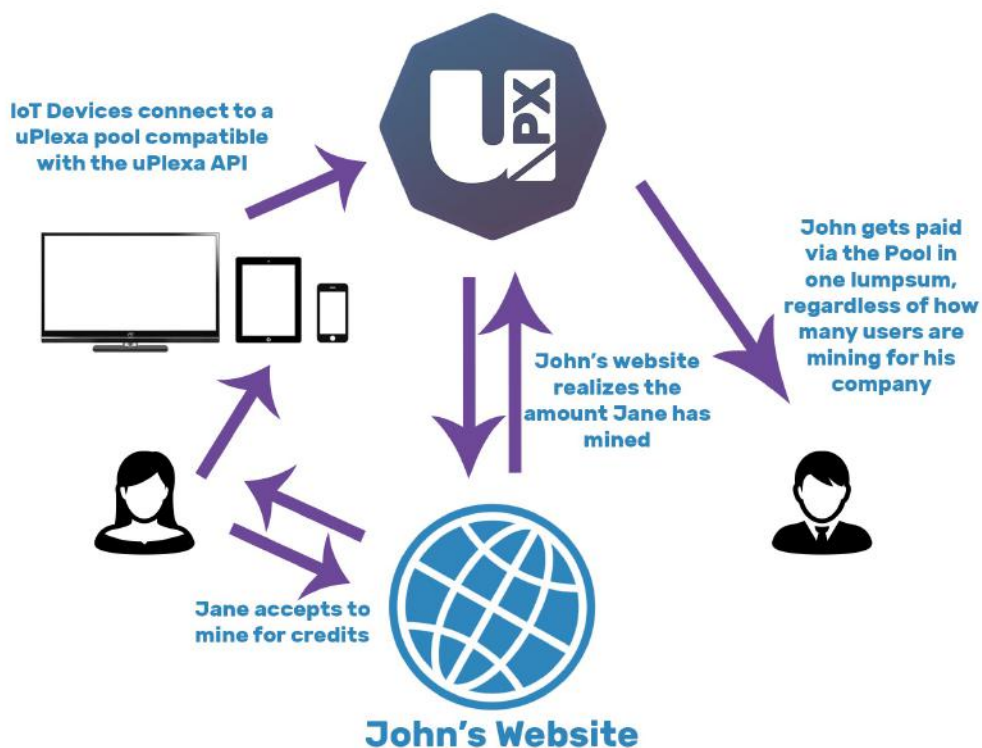 IoT Devices connect to a
uPlexa pool compatible
with the uPlexa API
UPX
John gets paid
via the Pool in
one lumpsum,
regardless of how
many users are
mining for his
company
John's website
realizes the
amount Jane has
mined
Jane accepts to
mine for credits
John's Website